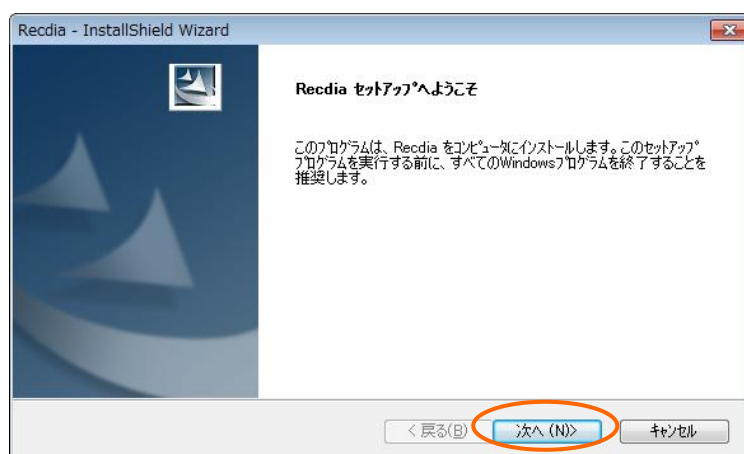 Recdia - InstallShield Wizard
Recdia ｾｯﾄｱｯﾌﾟへようこそ
このﾌﾟﾛｸﾞﾗﾑは、Recdia をｺﾝﾋﾟｭｰﾀにｲﾝｽﾄｰﾙします。このｾｯﾄｱｯﾌﾟ
ﾌﾟﾛｸﾞﾗﾑを実行する前に、すべてのWindowsﾌﾟﾛｸﾞﾗﾑを終了することを
推奨します。
< 戻る(B)
次へ (N)>
ｷｬﾝｾﾙ